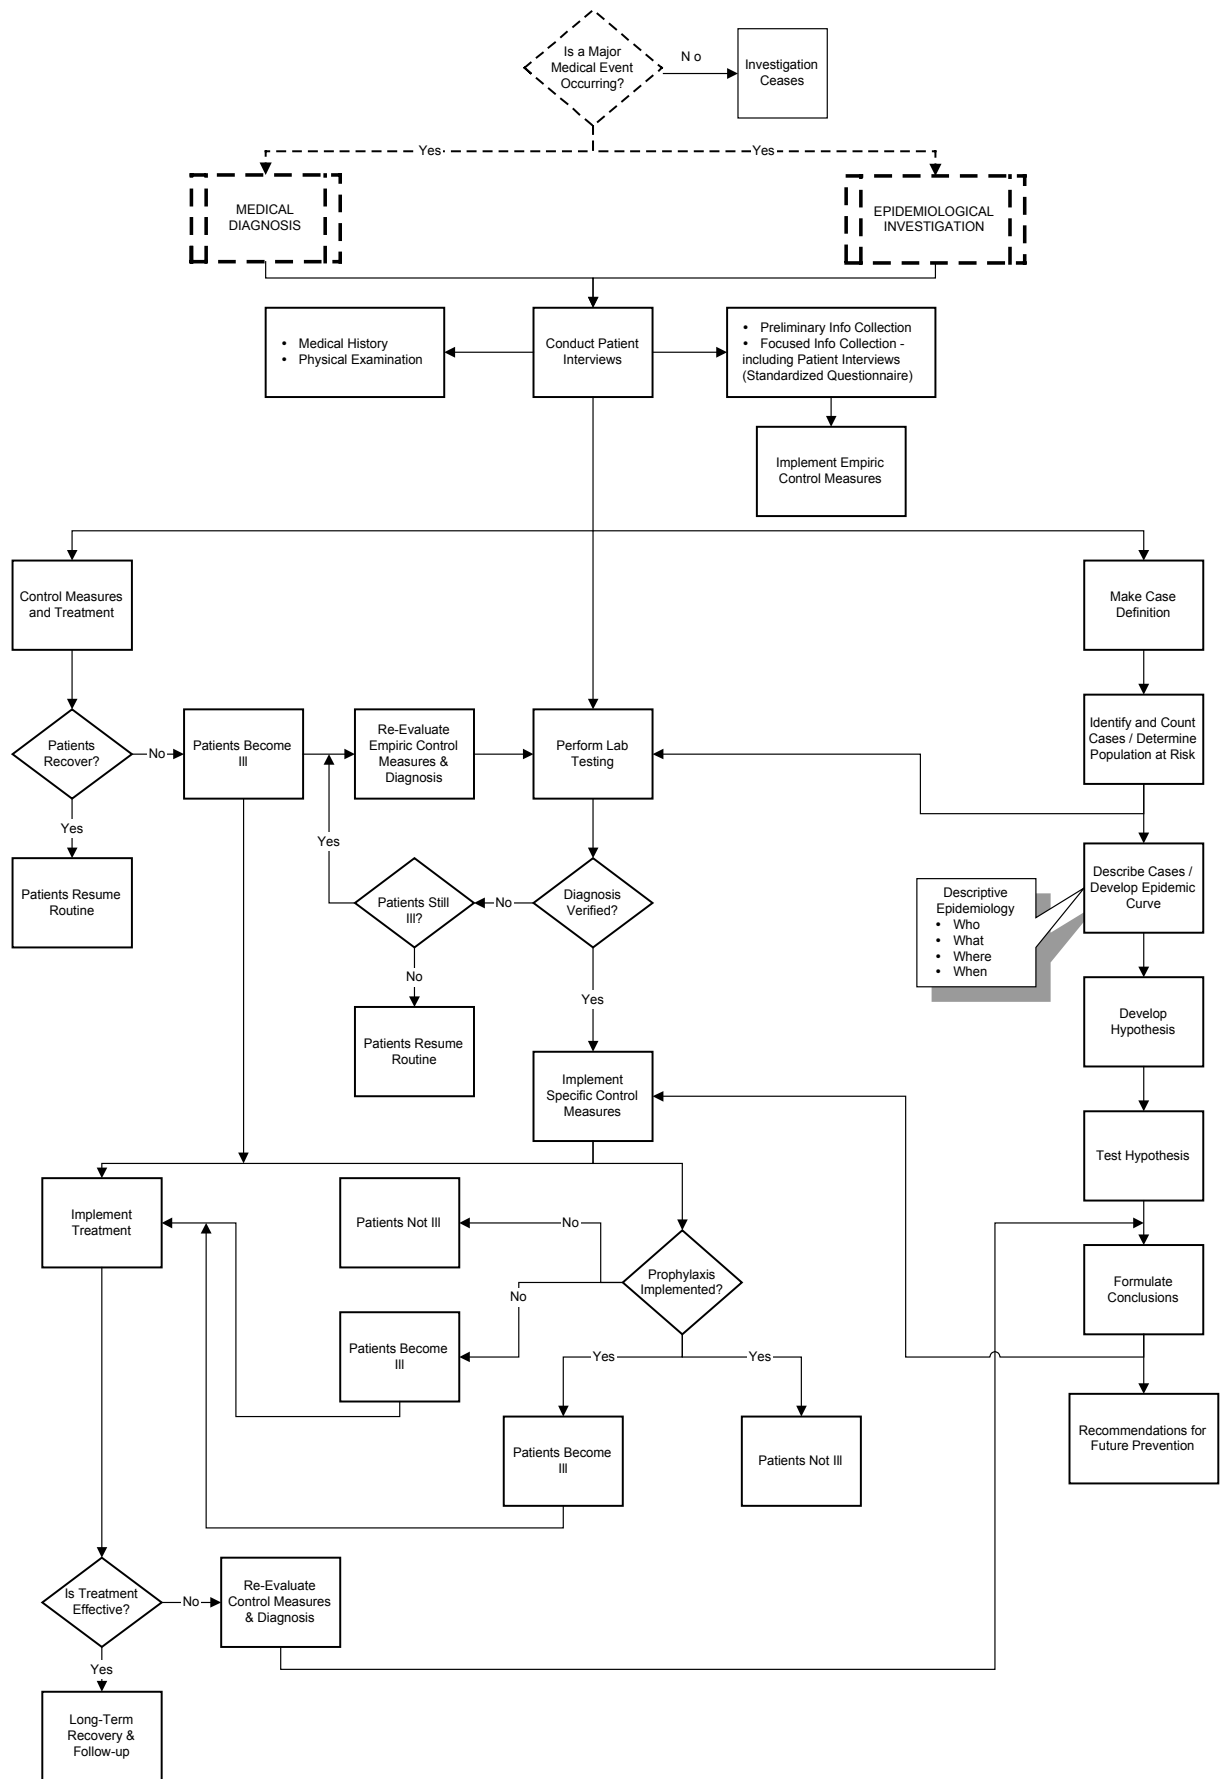 Is a Major
Medical Event
Occurring?
N o
Investigation
Ceases
Yes
Yes
MEDICAL
DIAGNOSIS
EPIDEMIOLOGICAL
INVESTIGATION
• Medical History
• Physical Examination
Conduct Patient
Interviews
• Preliminary Info Collection
• Focused Info Collection -
including Patient Interviews
(Standardized Questionnaire)
Implement Empiric
Control Measures
Control Measures
and Treatment
Make Case
Definition
Patients
Recover?
No
Patients Become
Ill
Re-Evaluate
Empiric Control
Measures &
Diagnosis
Perform Lab
Testing
Identify and Count
Cases / Determine
Population at Risk
Yes
Yes
Patients Resume
Routine
Patients Still
Ill?
No
Diagnosis
Verified?
Descriptive
Epidemiology
• Who
• What
• Where
• When
Describe Cases /
Develop Epidemic
Curve
No
Yes
Patients Resume
Routine
Develop
Hypothesis
Implement
Specific Control
Measures
Test Hypothesis
Implement
Treatment
Patients Not Ill
No
Prophylaxis
Implemented?
No
Formulate
Conclusions
Patients Become
Ill
Yes
Yes
Patients Become
Ill
Patients Not Ill
Recommendations for
Future Prevention
Is Treatment
Effective?
No
Re-Evaluate
Control Measures
& Diagnosis
Yes
Long-Term
Recovery &
Follow-up